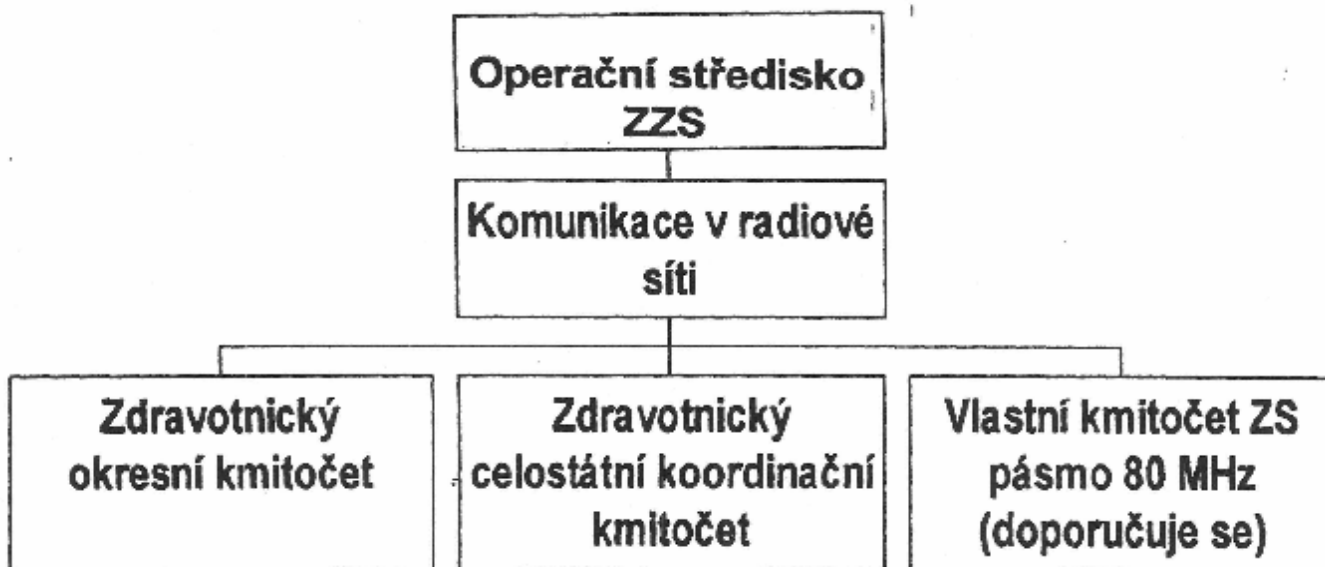 Operační středisko
ZZS
Komunikace v radiové
síti
Zdravotnický
okresní kmitočet
Zdravotnický
celostátní koordinační
kmitočet
Vlastní kmitočet ZS
pásmo 80 MHz
(doporučuje se)